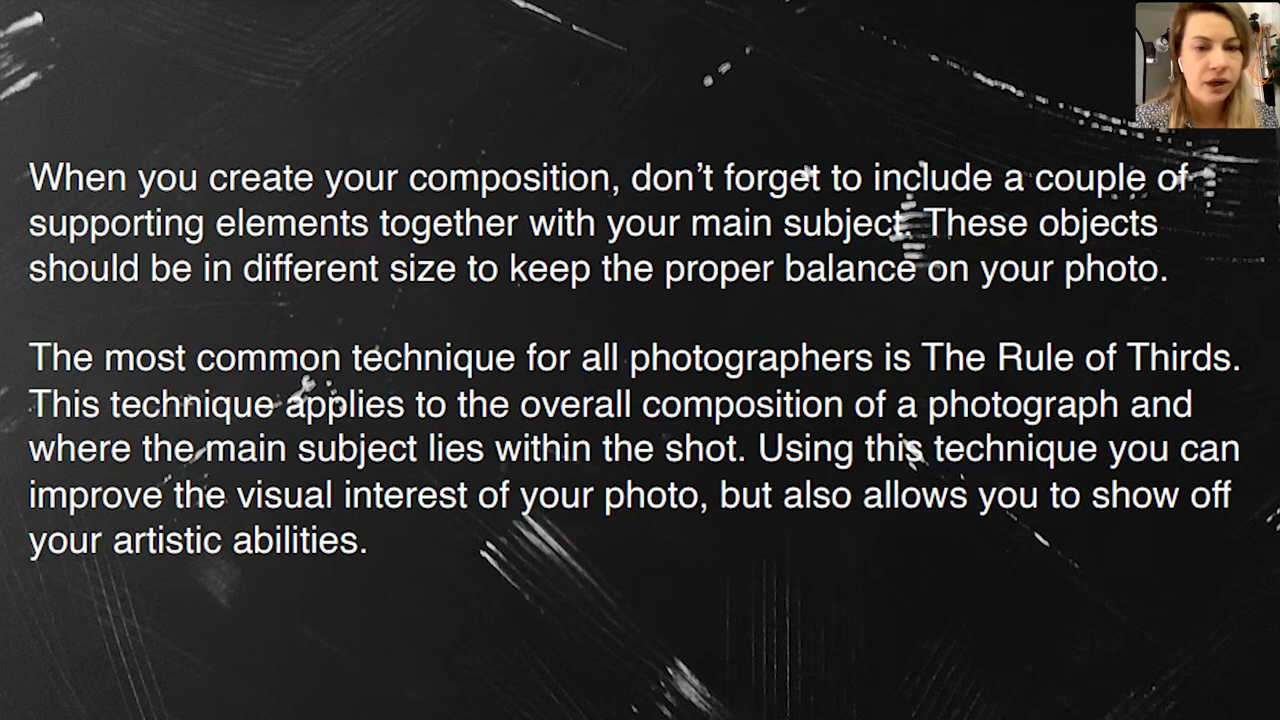 When you create your composition, don’t forget to include a couple of
supporting elements together with your main subject. These objects
should be in different size to keep the proper balance on your photo.
The most common technique for all photographers is The Rule of Thirds.
This technique applies to the overall composition of a photograph and
where the main subject lies within the shot. Using this technique you can
improve the visual interest of your photo, but also allows you to show off
your artistic abilities.